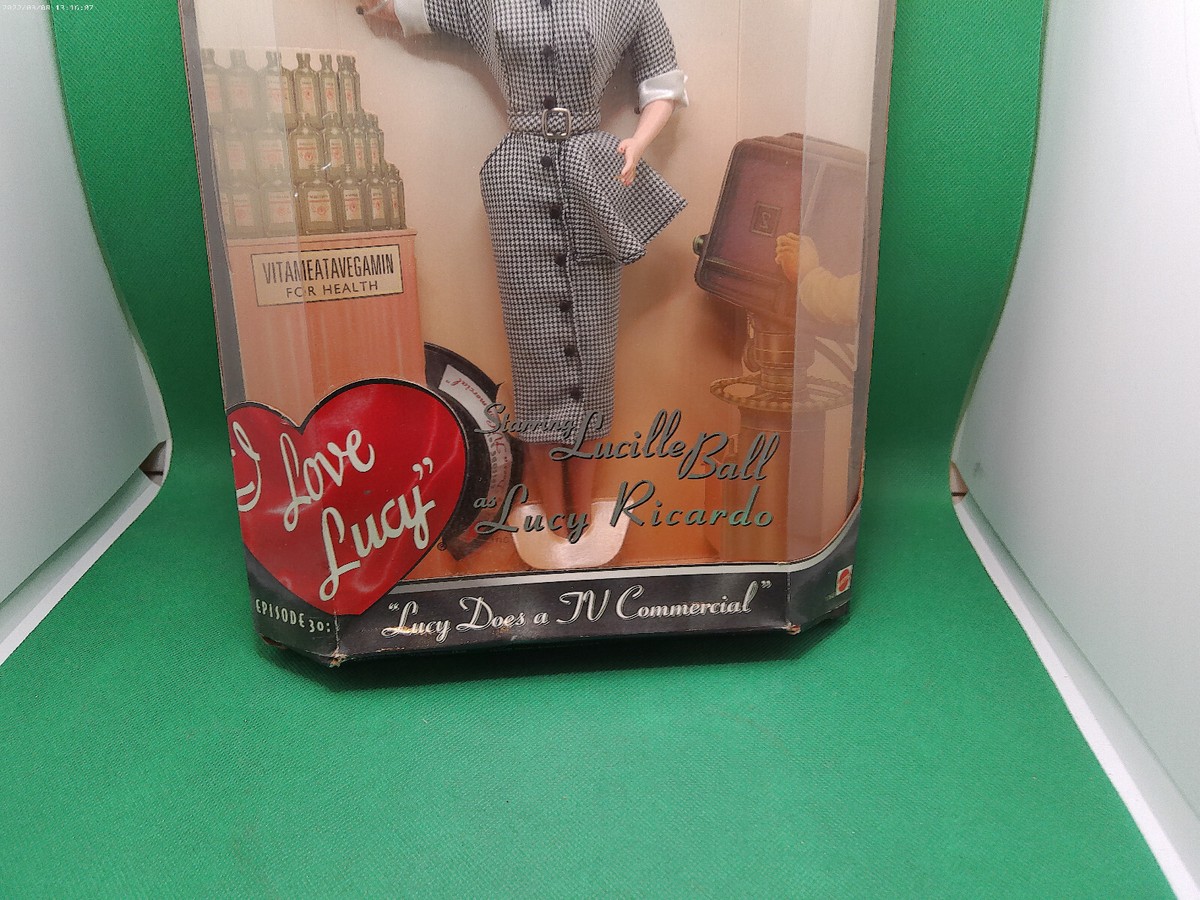 VITAMEATAVEGAMIN
FOR HEALTH
"I Love
Lucy"
Starring
Lucille Ball
as Lucy Ricardo
EPISODE 30:
"Lucy Does a TV Commercial"